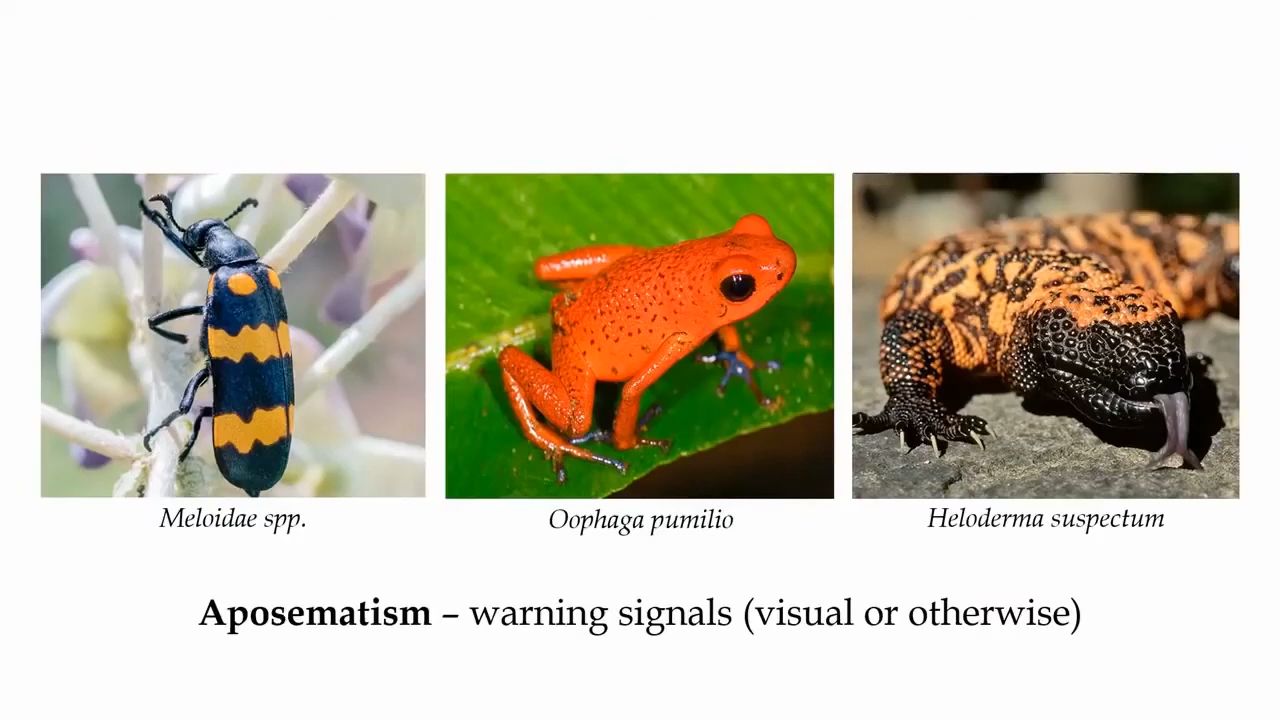 Meloidae spp.
Oophaga pumilio
Heloderma suspectum
Aposematism – warning signals (visual or otherwise)